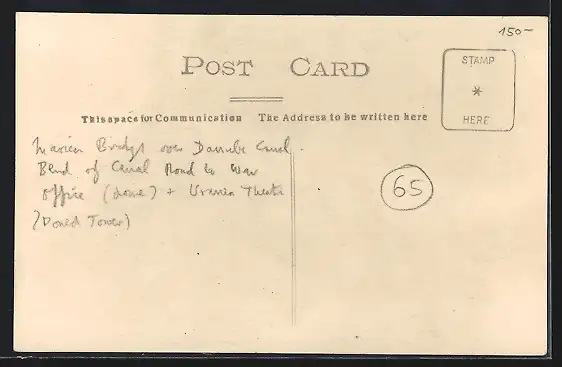 150-
POST CARD
STAMP
*
HERE
This space for Communication The Address to be written here
Marien Bridge over Danube Canal.
Bend of Canal Round to War
Office (dome) + Urania Theatre
(Domed Tower)
65